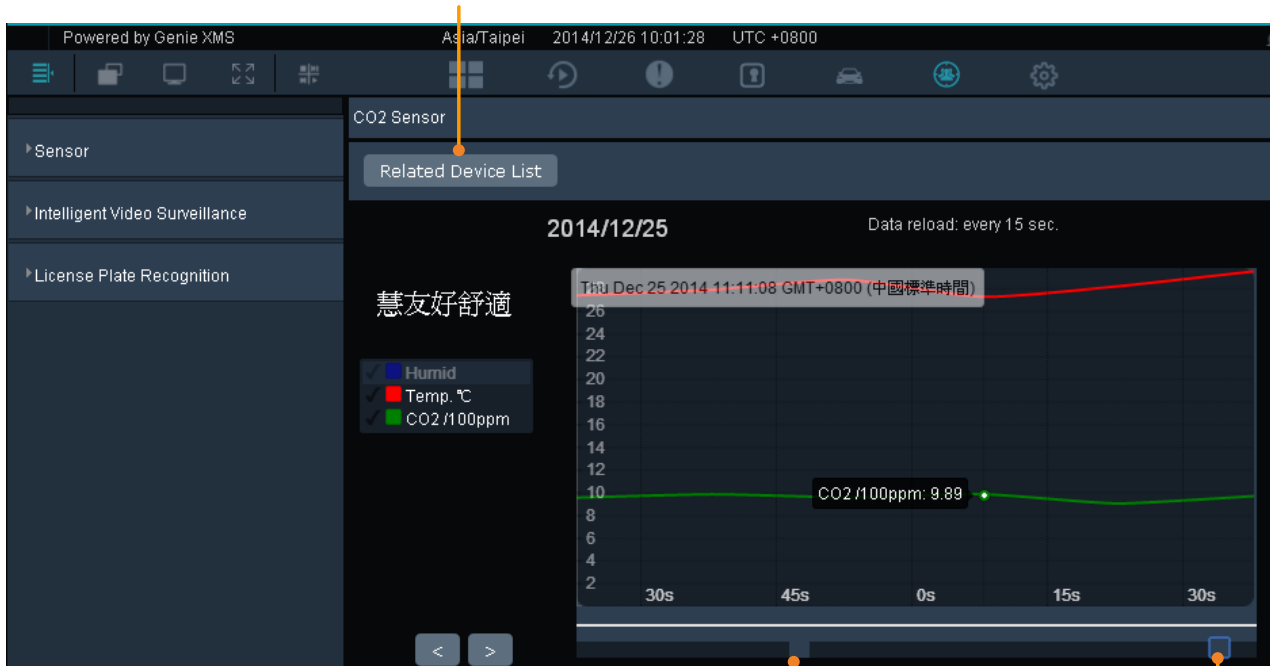 Powered by Genie XMS Asia/Taipei 2014/12/26 10:01:28 UTC +0800
CO2 Sensor
Sensor
Related Device List
Intelligent Video Surveillance
License Plate Recognition
2014/12/25 Data reload: every 15 sec.
Thu Dec 25 2014 11:11:08 GMT+0800 (中國標準時間)
慧友好舒適
Humid
Temp. ℃
CO2 /100ppm
28
26
24
22
20
18
16
14
12
10
8
6
4
2
CO2 /100ppm: 9.89
30s 45s 0s 15s 30s
< >